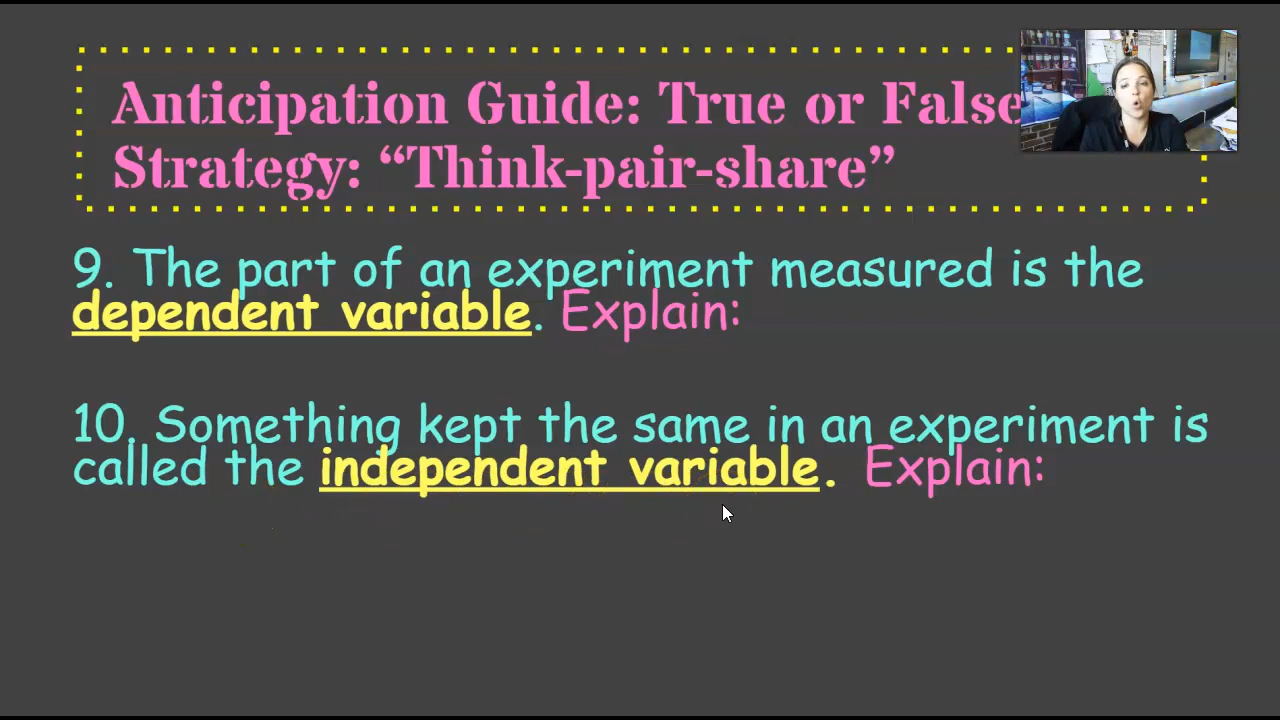 Anticipation Guide: True or False
Strategy: “Think-pair-share”
9. The part of an experiment measured is the
dependent variable. Explain:
10. Something kept the same in an experiment is
called the independent variable. Explain: